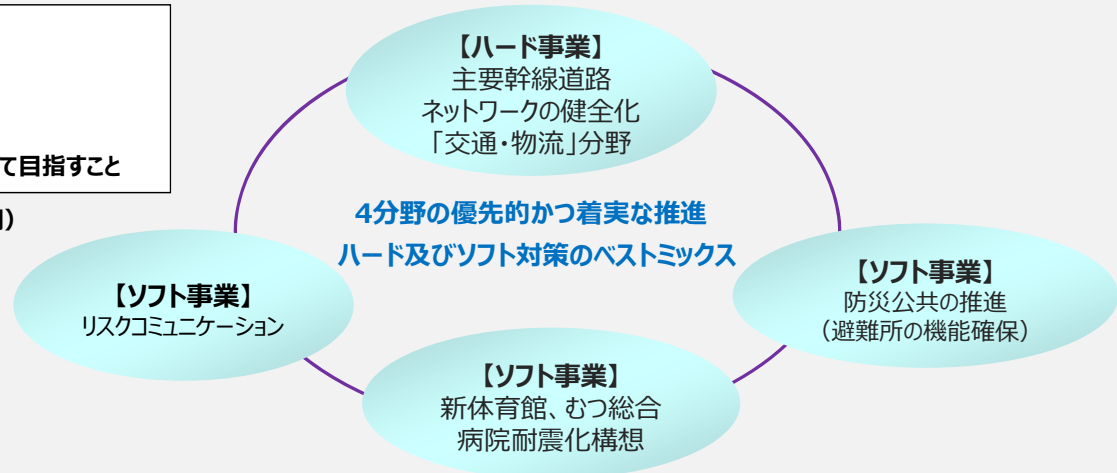 て目指すこと
【ハード事業】
主要幹線道路
ネットワークの健全化
「交通・物流」分野
4分野の優先的かつ着実な推進
ハード及びソフト対策のベストミックス
【ソフト事業】
リスクコミュニケーション
【ソフト事業】
防災公共の推進
（避難所の機能確保）
【ソフト事業】
新体育館、むつ総合
病院耐震化構想